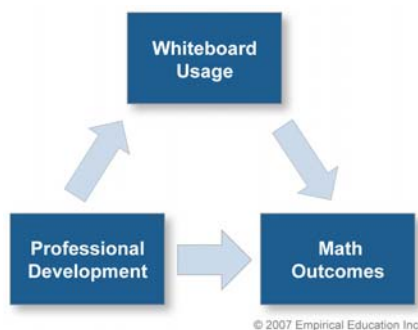 Whiteboard
Usage
Professional
Development
Math
Outcomes
© 2007 Empirical Education Inc